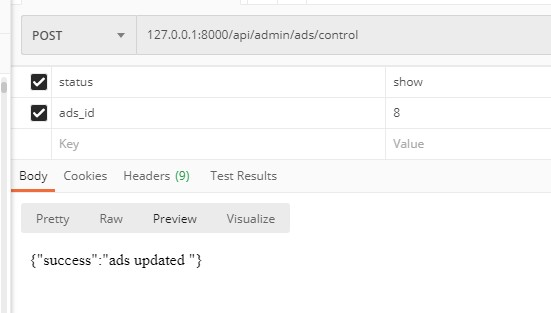 POST 127.0.0.1:8000/api/admin/ads/control
status show
ads_id 8
Key Value
Body Cookies Headers (9) Test Results
Pretty Raw Preview Visualize
{"success":"ads updated "}